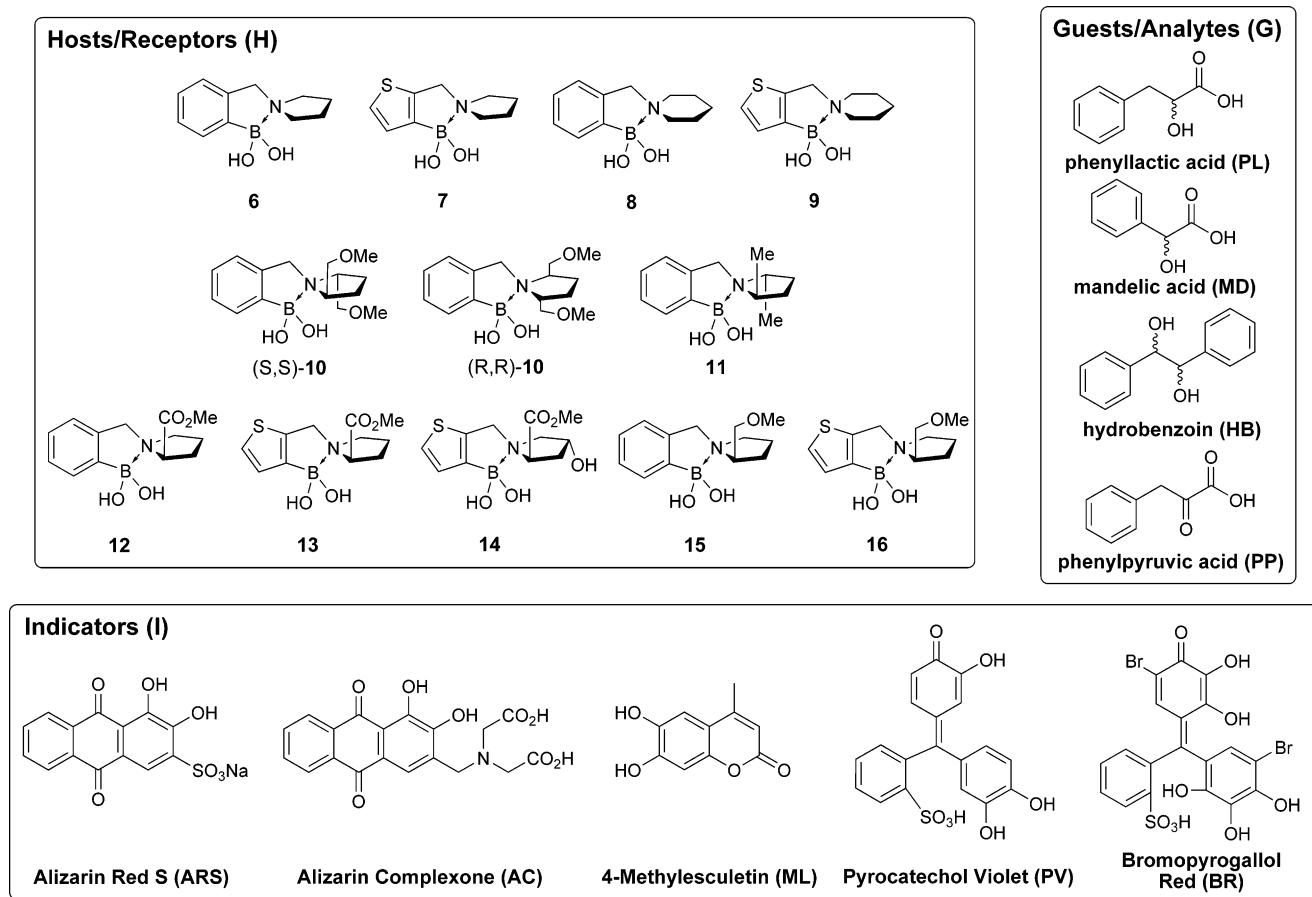 Hosts/Receptors (H)
N
B
HO
OH
6
S
N
B
HO
OH
7
N
B
HO
OH
8
S
N
B
HO
OH
9
OMe
N
B
OMe
HO
OH
(S,S)-10
OMe
N
B
OMe
HO
OH
(R,R)-10
Me
N
B
Me
HO
OH
11
CO2Me
N
B
HO
OH
12
S
CO2Me
N
B
HO
OH
13
S
CO2Me
N
B
OH
HO
OH
14
OMe
N
B
HO
OH
15
S
OMe
N
B
HO
OH
16
Guests/Analytes (G)
O
OH
OH
phenyllactic acid (PL)
O
OH
OH
mandelic acid (MD)
OH
OH
hydrobenzoin (HB)
O
OH
O
phenylpyruvic acid (PP)
Indicators (I)
O
OH
OH
SO3Na
O
Alizarin Red S (ARS)
O
OH
OH
CO2H
N
CO2H
O
Alizarin Complexone (AC)
HO
HO
O
O
4-Methylesculetin (ML)
O
OH
SO3H
OH
OH
Pyrocatechol Violet (PV)
O
Br
OH
OH
Br
HO
OH
SO3H
OH
Bromopyrogallol
Red (BR)